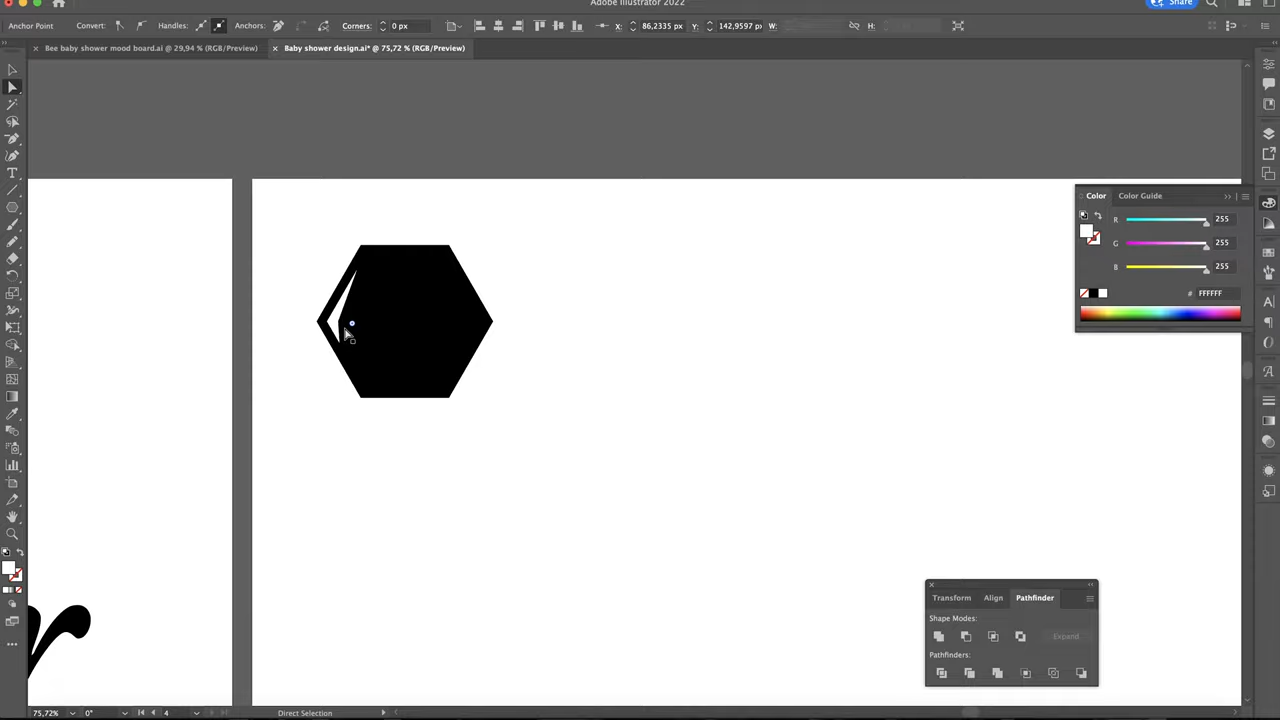 Adobe Illustrator 2022
Share
Anchor Point
Convert:
Handles:
Anchors:
Corners:
0 px
X:
86,2335 px
Y:
142,9597 px
W:
H:
× Bee baby shower mood board.ai @ 29,94 % (RGB/Preview)
× Baby shower design.ai* @ 75,72 % (RGB/Preview)
Color
Color Guide
R
255
G
243
B
255
# FFFFFF
Transform
Align
Pathfinder
Shape Modes:
Expand
Pathfinders:
75,72%
0°
4
Direct Selection